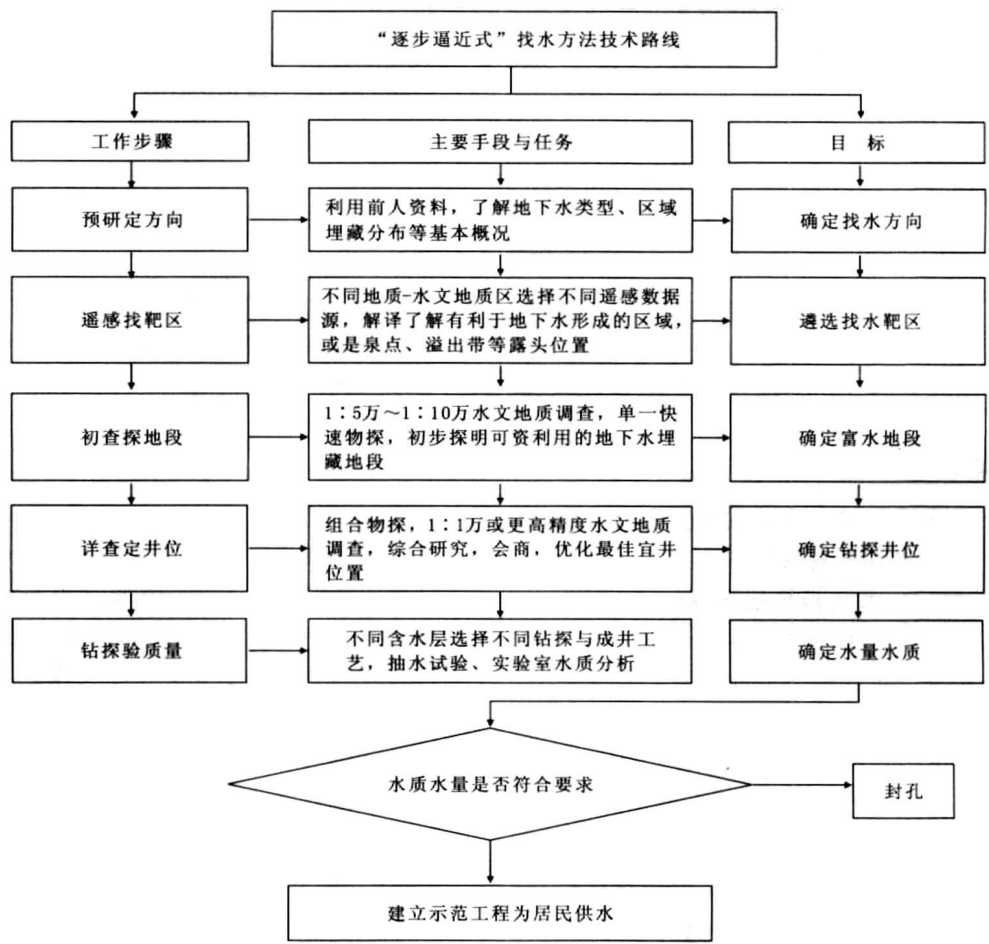 “逐步逼近式”找水方法技术路线
工作步骤
主要手段与任务
目 标
预研定方向
利用前人资料，了解地下水类型、区域
埋藏分布等基本概况
确定找水方向
遥感找靶区
不同地质-水文地质区选择不同遥感数据
源，解译了解有利于地下水形成的区域，
或是泉点、溢出带等露头位置
遴选找水靶区
初查探地段
1∶5万～1∶10万水文地质调查，单一快
速物探，初步探明可资利用的地下水埋
藏地段
确定富水地段
详查定井位
组合物探，1∶1万或更高精度水文地质
调查，综合研究，会商，优化最佳宜井
位置
确定钻探井位
钻探验质量
不同含水层选择不同钻探与成井工
艺，抽水试验、实验室水质分析
确定水量水质
水质水量是否符合要求
封孔
建立示范工程为居民供水